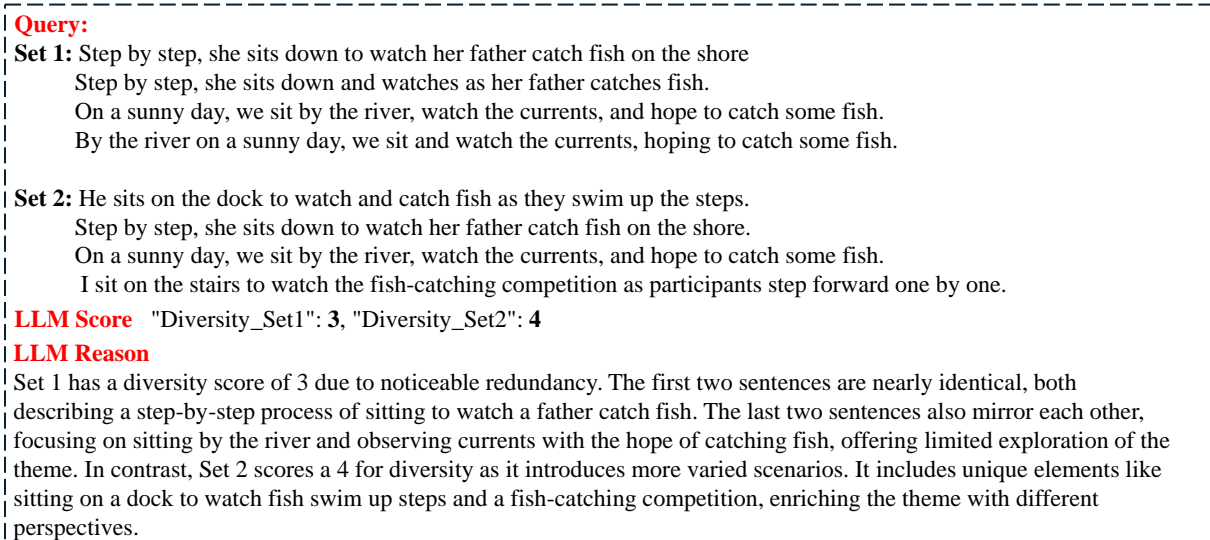 Query:
Set 1: Step by step, she sits down to watch her father catch fish on the shore
Step by step, she sits down and watches as her father catches fish.
On a sunny day, we sit by the river, watch the currents, and hope to catch some fish.
By the river on a sunny day, we sit and watch the currents, hoping to catch some fish.
Set 2: He sits on the dock to watch and catch fish as they swim up the steps.
Step by step, she sits down to watch her father catch fish on the shore.
On a sunny day, we sit by the river, watch the currents, and hope to catch some fish.
I sit on the stairs to watch the fish-catching competition as participants step forward one by one.
LLM Score "Diversity_Set1": 3, "Diversity_Set2": 4
LLM Reason
Set 1 has a diversity score of 3 due to noticeable redundancy. The first two sentences are nearly identical, both
describing a step-by-step process of sitting to watch a father catch fish. The last two sentences also mirror each other,
focusing on sitting by the river and observing currents with the hope of catching fish, offering limited exploration of the
theme. In contrast, Set 2 scores a 4 for diversity as it introduces more varied scenarios. It includes unique elements like
sitting on a dock to watch fish swim up steps and a fish-catching competition, enriching the theme with different
perspectives.